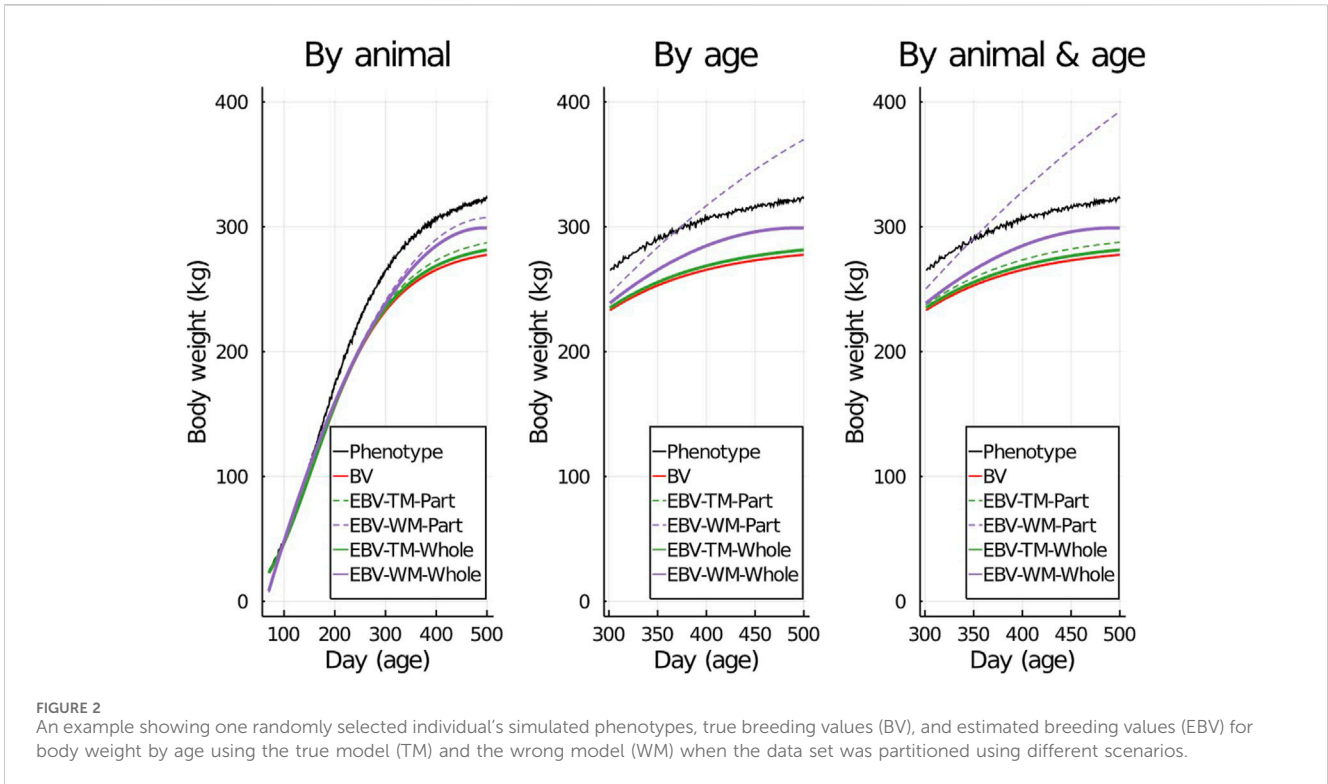 By animal
400
300
200
100
0
Body weight (kg)
Phenotype
BV
EBV-TM-Part
EBV-WM-Part
EBV-TM-Whole
EBV-WM-Whole
100 200 300 400 500
Day (age)
By age
400
300
200
100
0
Body weight (kg)
Phenotype
BV
EBV-TM-Part
EBV-WM-Part
EBV-TM-Whole
EBV-WM-Whole
300 350 400 450 500
Day (age)
By animal & age
400
300
200
100
0
Body weight (kg)
Phenotype
BV
EBV-TM-Part
EBV-WM-Part
EBV-TM-Whole
EBV-WM-Whole
300 350 400 450 500
Day (age)
FIGURE 2
An example showing one randomly selected individual's simulated phenotypes, true breeding values (BV), and estimated breeding values (EBV) for
body weight by age using the true model (TM) and the wrong model (WM) when the data set was partitioned using different scenarios.